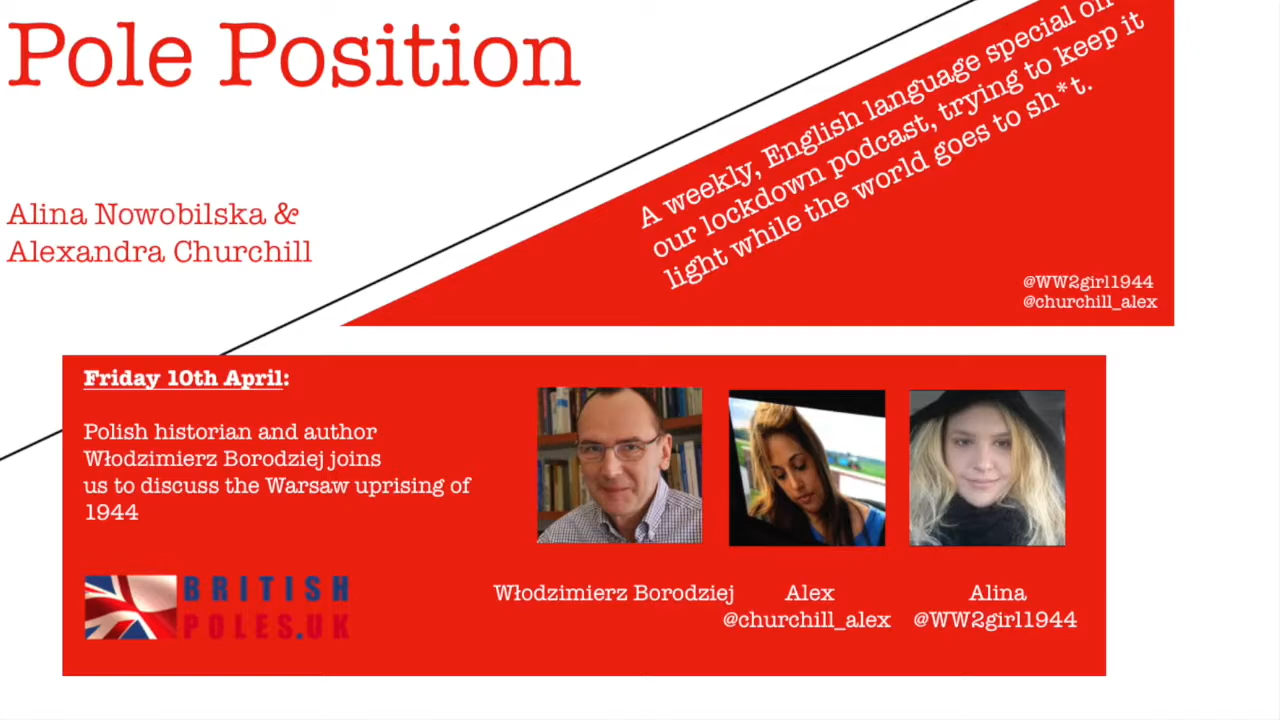 Pole Position
A weekly, English language special on
our lockdown podcast, trying to keep it
light while the world goes to sh*t.
Alina Nowobilska &
Alexandra Churchill
@WW2girl1944
@churchill_alex
Friday 10th April:
Polish historian and author
Włodzimierz Borodziej joins
us to discuss the Warsaw uprising of
1944
BRITISH
POLES.UK
Włodzimierz Borodziej
Alex
@churchill_alex
Alina
@WW2girl1944